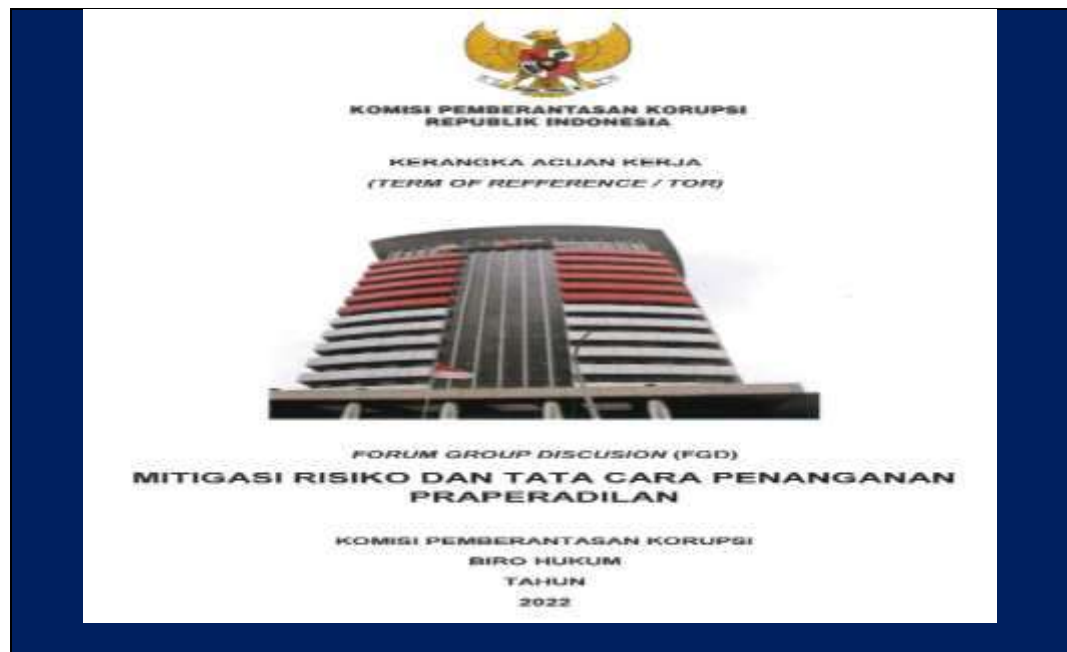 KOMISI PEMBERANTASAN KORUPSI
REPUBLIK INDONESIA
KERANGKA ACUAN KERJA
(TERM OF REFFERENCE / TOR)
FORUM GROUP DISCUSION (FGD)
MITIGASI RISIKO DAN TATA CARA PENANGANAN
PRAPERADILAN
KOMISI PEMBERANTASAN KORUPSI
BIRO HUKUM
TAHUN
2022